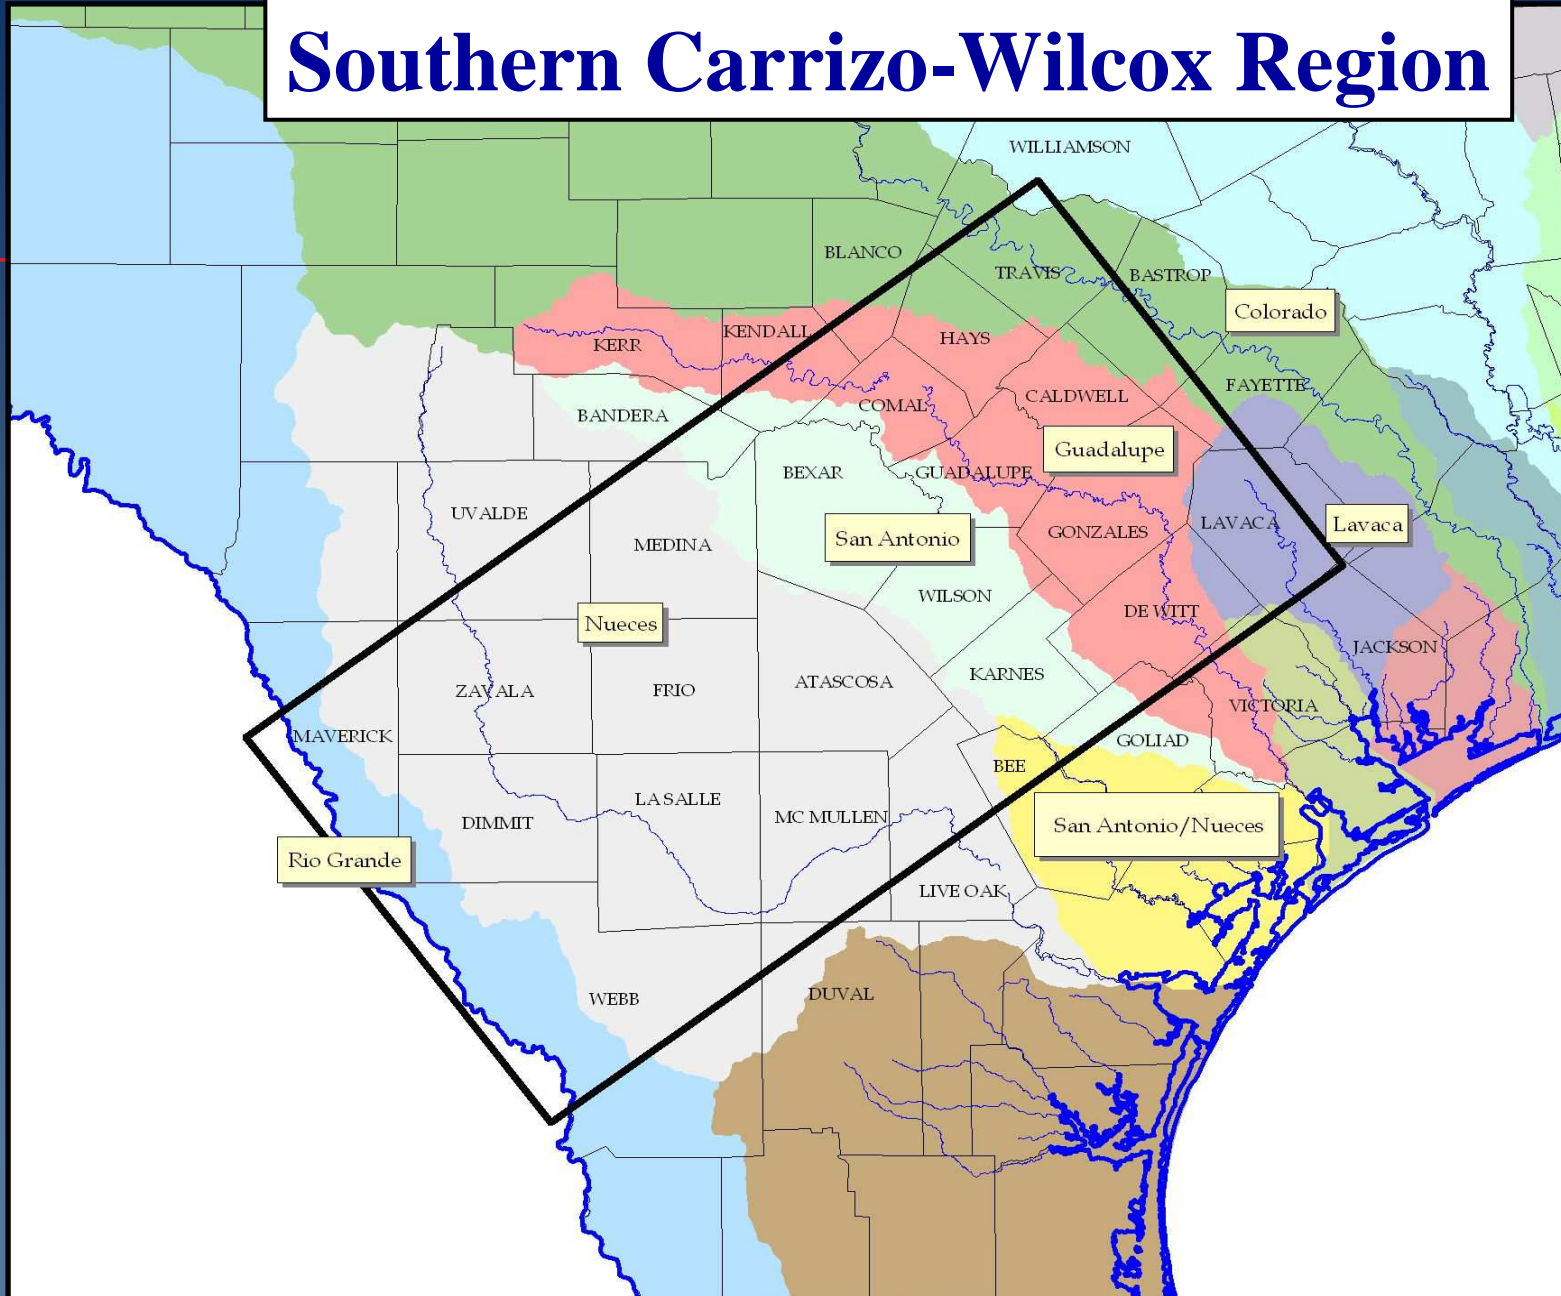 Southern Carrizo-Wilcox Region
WILLIAMSON
BLANCO
TRAVIS
BASTROP
Colorado
KERR
KENDALL
HAYS
FAYETTE
BANDERA
COMAL
CALDWELL
Guadalupe
BEXAR
GUADALUPE
UVALDE
MEDINA
San Antonio
GONZALES
LAVACA
Lavaca
Nueces
WILSON
DE WITT
ZAVALA
FRIO
ATASCOSA
KARNES
JACKSON
VICTORIA
MAVERICK
GOLIAD
BEE
DIMMIT
LA SALLE
MC MULLEN
San Antonio/Nueces
Rio Grande
LIVE OAK
WEBB
DUVAL